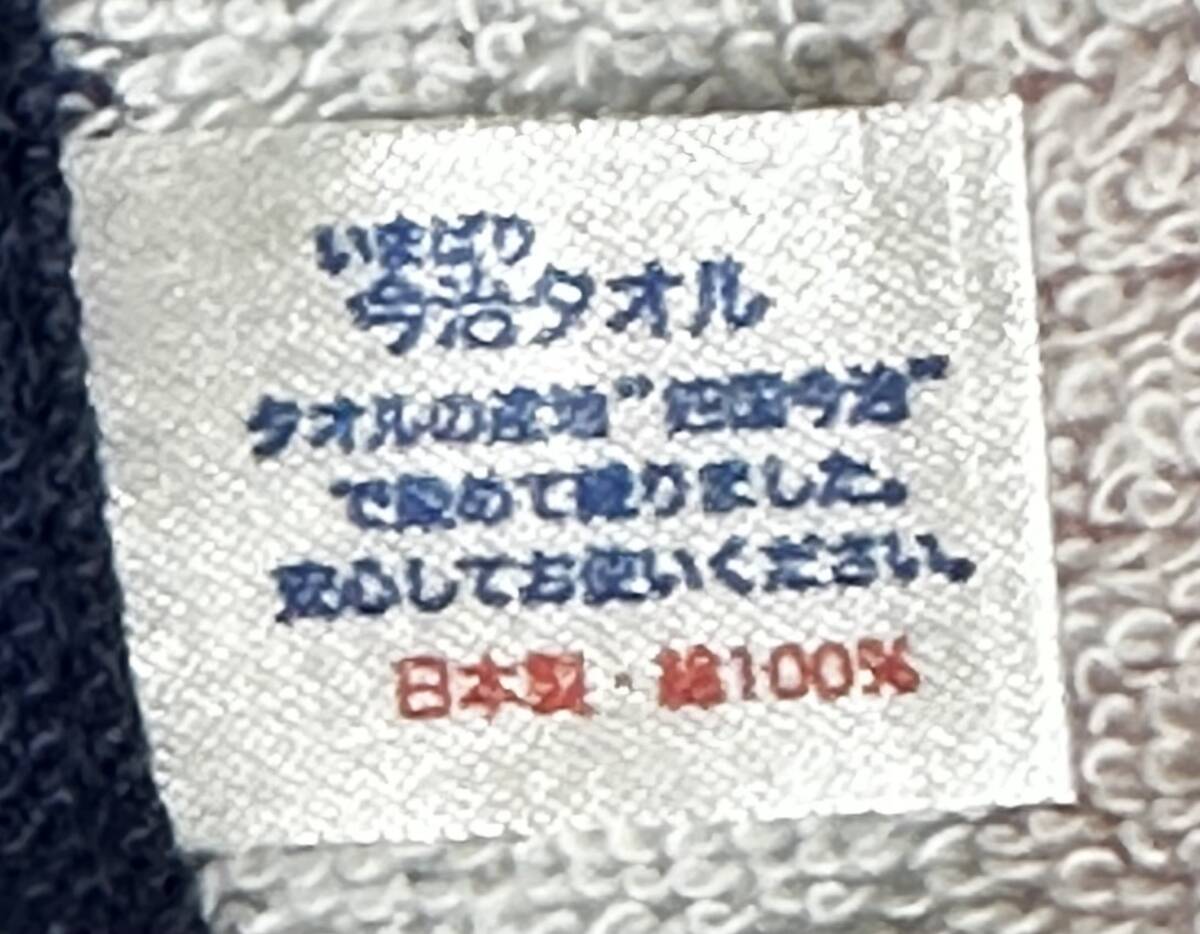 いまばり
今治タオル
タオルの産地"四国今治"
で染めて織りました。
安心してお使いください。
日本製・綿100%